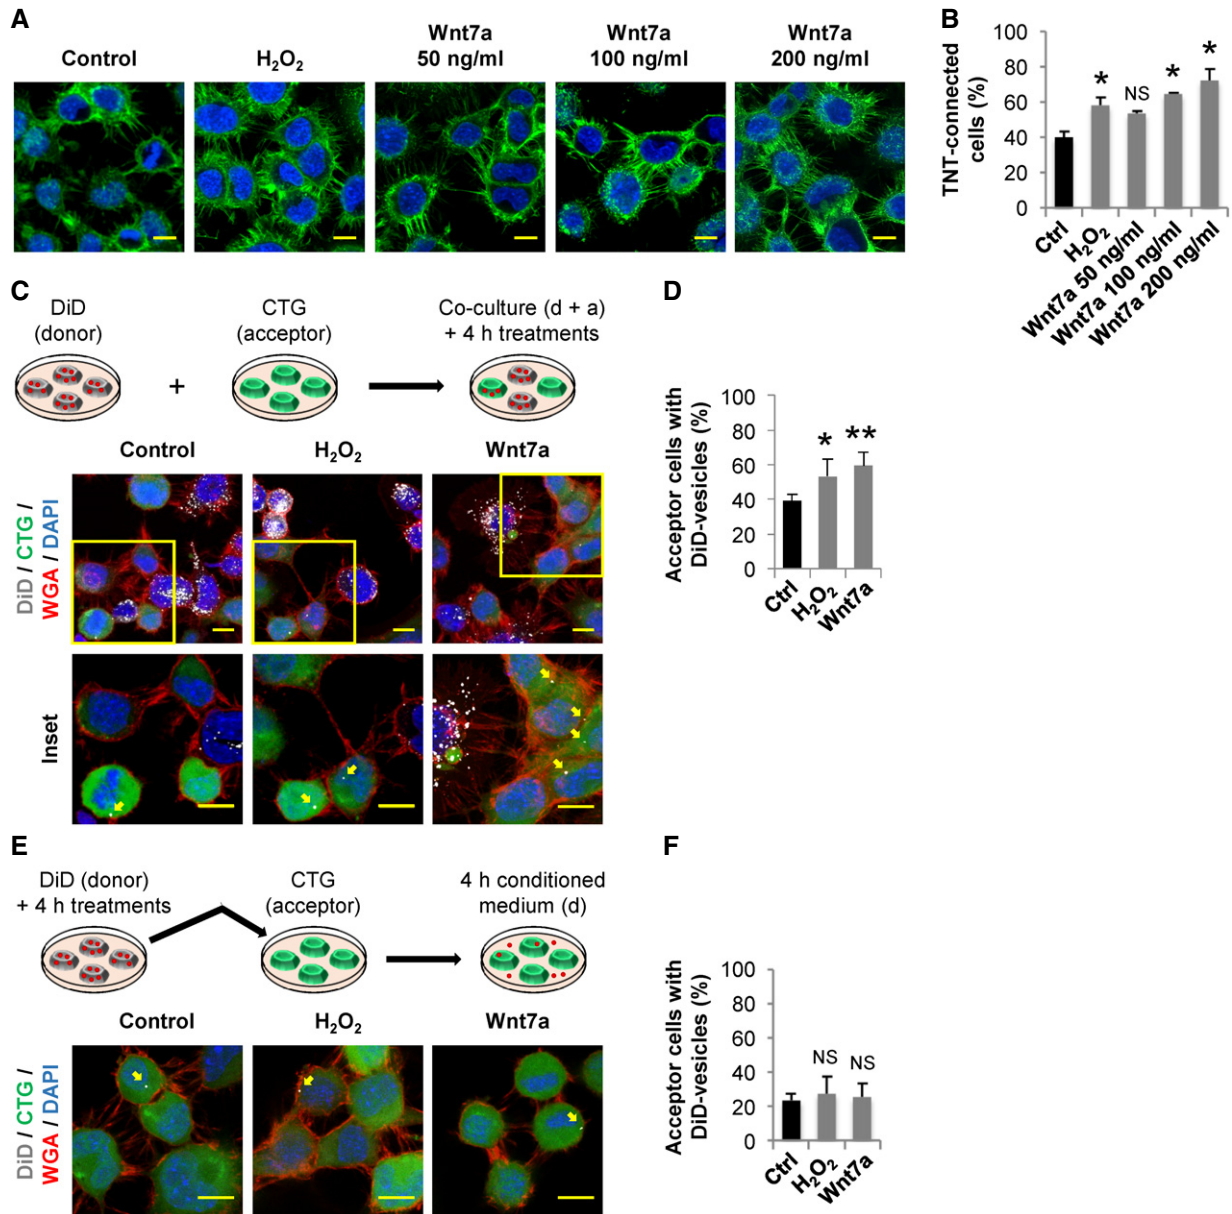 A
Control
H₂O₂
Wnt7a
50 ng/ml
Wnt7a
100 ng/ml
Wnt7a
200 ng/ml
B
TNT-connected
cells (%)
100
80
60
40
20
0
*
NS
*
*
Ctrl
H₂O₂
Wnt7a 50 ng/ml
Wnt7a 100 ng/ml
Wnt7a 200 ng/ml
C
DiD
(donor)
+
CTG
(acceptor)
Co-culture (d + a)
+ 4 h treatments
Control
H₂O₂
Wnt7a
DiD / CTG /
WGA / DAPI
Inset
D
Acceptor cells with
DiD-vesicles (%)
100
80
60
40
20
0
*
**
Ctrl
H₂O₂
Wnt7a
E
DiD (donor)
+ 4 h treatments
CTG
(acceptor)
4 h conditioned
medium (d)
Control
H₂O₂
Wnt7a
DiD / CTG /
WGA / DAPI
F
Acceptor cells with
DiD-vesicles (%)
100
80
60
40
20
0
NS
NS
Ctrl
H₂O₂
Wnt7a